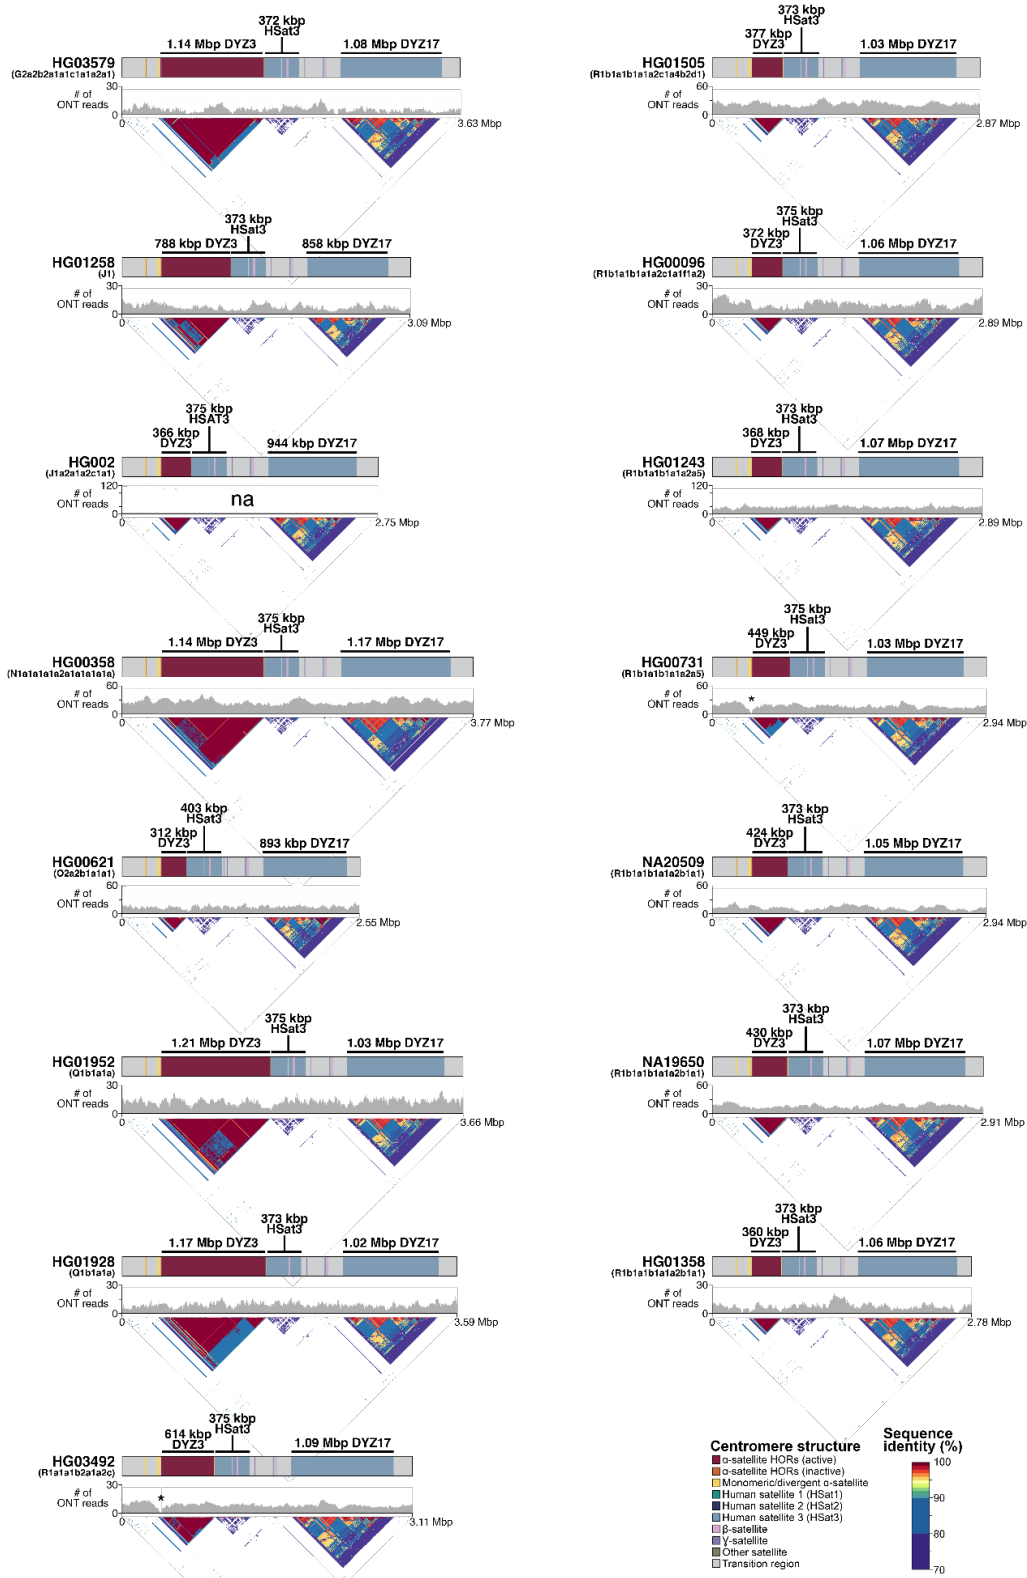 372 kbp
HSat3
1.14 Mbp DYZ3
1.08 Mbp DYZ17
HG03579
(G2a2b2a1a1c1a1a2a1)
30
# of
ONT reads
0
0
3.63 Mbp
373 kbp
HSat3
788 kbp DYZ3
858 kbp DYZ17
HG01258
(J1)
30
# of
ONT reads
0
0
3.09 Mbp
375 kbp
HSAT3
366 kbp
DYZ3
944 kbp DYZ17
HG002
(J1a2a1a2c1a1)
120
# of
ONT reads
na
0
0
2.75 Mbp
375 kbp
HSat3
1.14 Mbp DYZ3
1.17 Mbp DYZ17
HG00358
(N1a1a1a1a2a1a1a1a1a)
60
# of
ONT reads
0
0
3.77 Mbp
403 kbp
HSat3
312 kbp
DYZ3
893 kbp DYZ17
HG00621
(O2a2b1a1a1)
60
# of
ONT reads
0
0
2.55 Mbp
375 kbp
HSat3
1.21 Mbp DYZ3
1.03 Mbp DYZ17
HG01952
(Q1b1a1a)
30
# of
ONT reads
0
0
3.66 Mbp
373 kbp
HSat3
1.17 Mbp DYZ3
1.02 Mbp DYZ17
HG01928
(Q1b1a1a)
30
# of
ONT reads
0
0
3.59 Mbp
375 kbp
HSat3
614 kbp
DYZ3
1.09 Mbp DYZ17
HG03492
(R1a1a1b2a1a2c)
30
# of
ONT reads
*
0
0
3.11 Mbp
373 kbp
HSat3
377 kbp
DYZ3
1.03 Mbp DYZ17
HG01505
(R1b1a1b1a1a2c1a4b2d1)
60
# of
ONT reads
0
0
2.87 Mbp
375 kbp
HSat3
372 kbp
DYZ3
1.06 Mbp DYZ17
HG00096
(R1b1a1b1a1a2c1a1f1a2)
30
# of
ONT reads
0
0
2.89 Mbp
373 kbp
HSat3
368 kbp
DYZ3
1.07 Mbp DYZ17
HG01243
(R1b1a1b1a1a2a5)
120
# of
ONT reads
0
0
2.89 Mbp
375 kbp
HSat3
449 kbp
DYZ3
1.03 Mbp DYZ17
HG00731
(R1b1a1b1a1a2a5)
60
# of
ONT reads
*
0
0
2.94 Mbp
373 kbp
HSat3
424 kbp
DYZ3
1.05 Mbp DYZ17
NA20509
(R1b1a1b1a1a2b1a1)
60
# of
ONT reads
0
0
2.94 Mbp
373 kbp
HSat3
430 kbp
DYZ3
1.07 Mbp DYZ17
NA19650
(R1b1a1b1a1a2b1a1)
60
# of
ONT reads
0
0
2.91 Mbp
373 kbp
HSat3
360 kbp
DYZ3
1.06 Mbp DYZ17
HG01358
(R1b1a1b1a1a2b1a1)
30
# of
ONT reads
0
0
2.78 Mbp
Centromere structure
α-satellite HORs (active)
α-satellite HORs (inactive)
Monomeric/divergent α-satellite
Human satellite 1 (HSat1)
Human satellite 2 (HSat2)
Human satellite 3 (HSat3)
β-satellite
γ-satellite
Other satellite
Transition region
Sequence
identity (%)
100
90
80
70